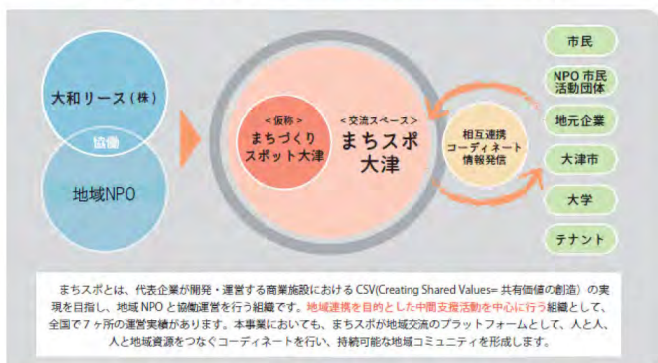 大和リース(株)
協働
地域NPO
<仮称>
まちづくり
スポット大津
<交流スペース>
まちスポ
大津
相互連携
コーディネート
情報発信
市民
NPO 市民
活動団体
地元企業
大津市
大学
テナント
まちスポとは、代表企業が開発・運営する商業施設におけるCSV(Creating Shared Values= 共有価値の創造）の実
現を目指し、地域 NPO と協働運営を行う組織です。地域連携を目的とした中間支援活動を中心に行う組織として、
全国で７ヶ所の運営実績があります。本事業においても、まちスポが地域交流のプラットフォームとして、人と人、
人と地域資源をつなぐコーディネートを行い、持続可能な地域コミュニティを形成します。